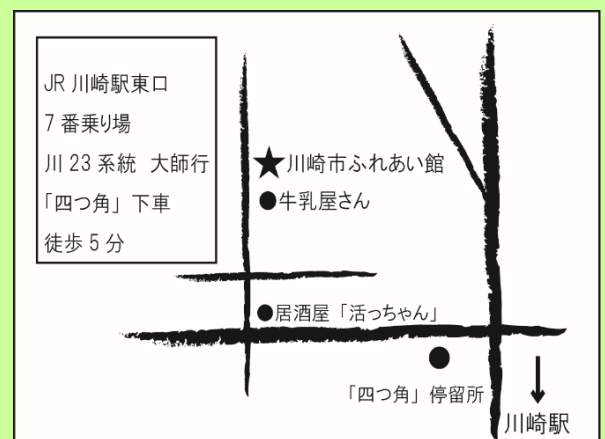 JR 川崎駅東口
7 番乗り場
川 23 系統 大師行
「四つ角」下車
徒歩 5 分
★川崎市ふれあい館
●牛乳屋さん
●居酒屋「活っちゃん」
「四つ角」停留所
川崎駅